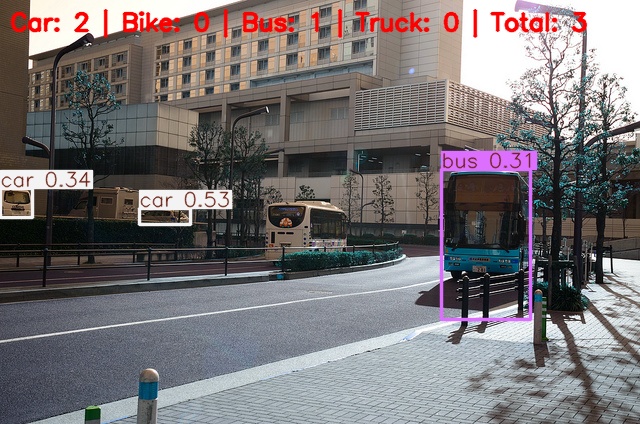 Car: 2 | Bike: 0 | Bus: 1 | Truck: 0 | Total: 3
bus 0.31
car 0.34
car 0.53